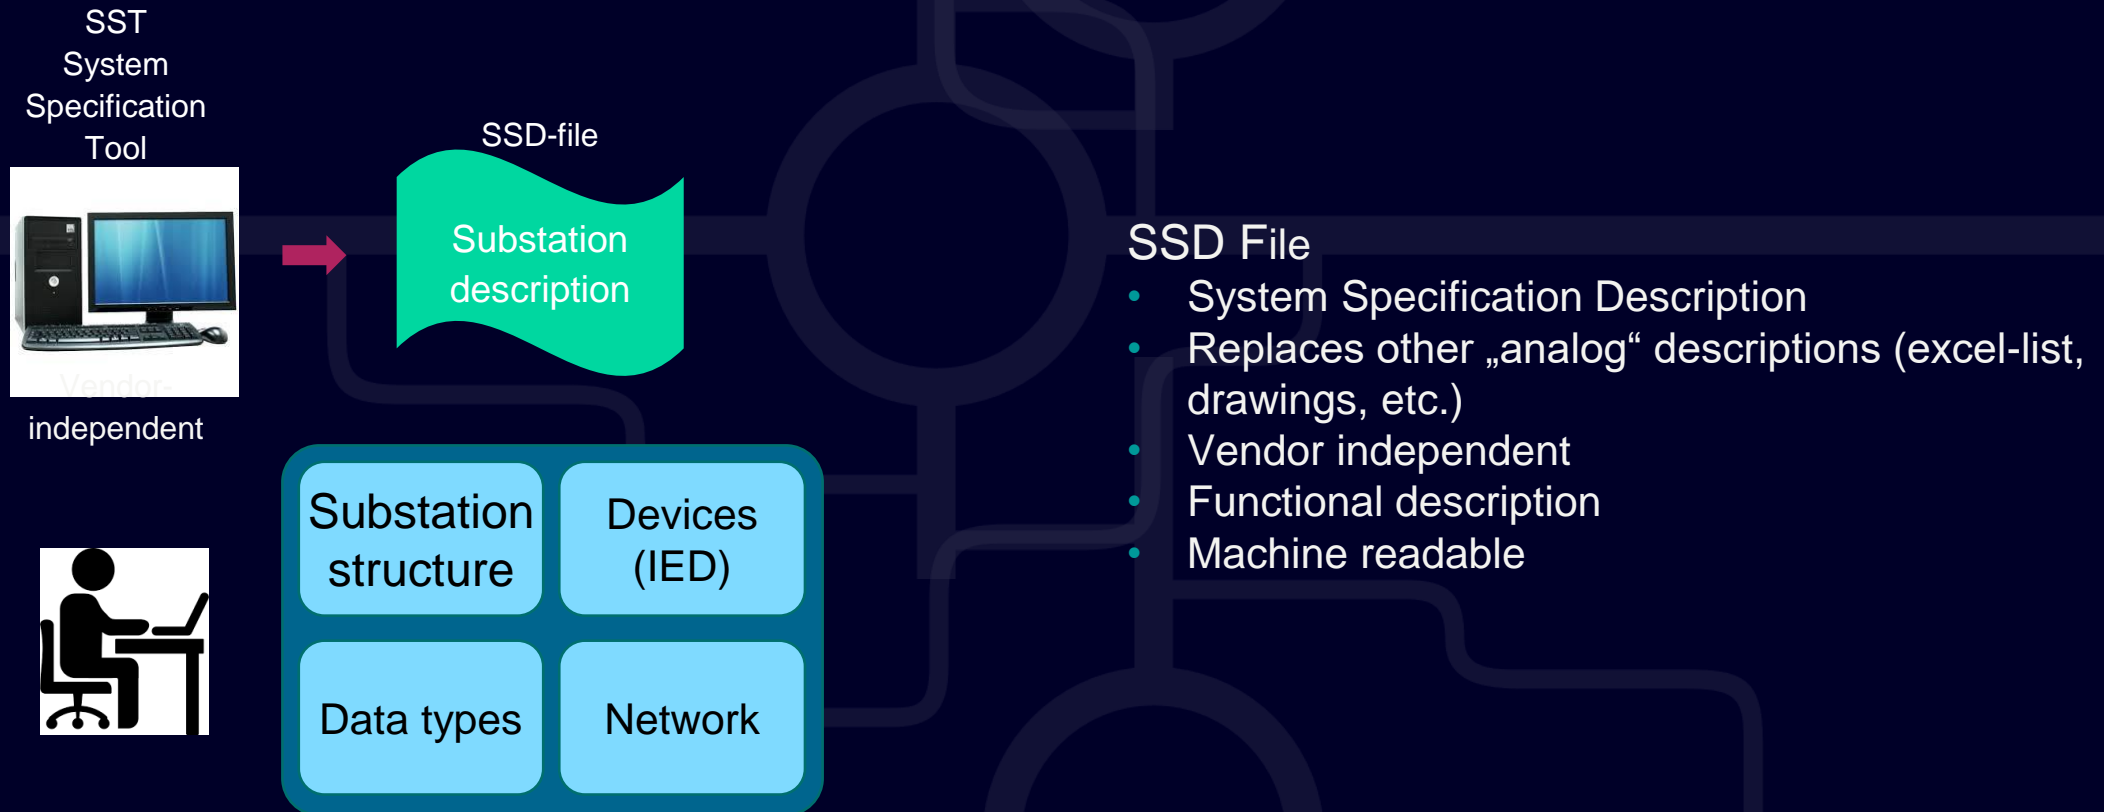 SST
System
Specification
Tool
Vendor-
independent
SSD-file
Substation
description
Substation
structure
Devices
(IED)
Data types
Network
SSD File
• System Specification Description
• Replaces other „analog“ descriptions (excel-list,
drawings, etc.)
• Vendor independent
• Functional description
• Machine readable